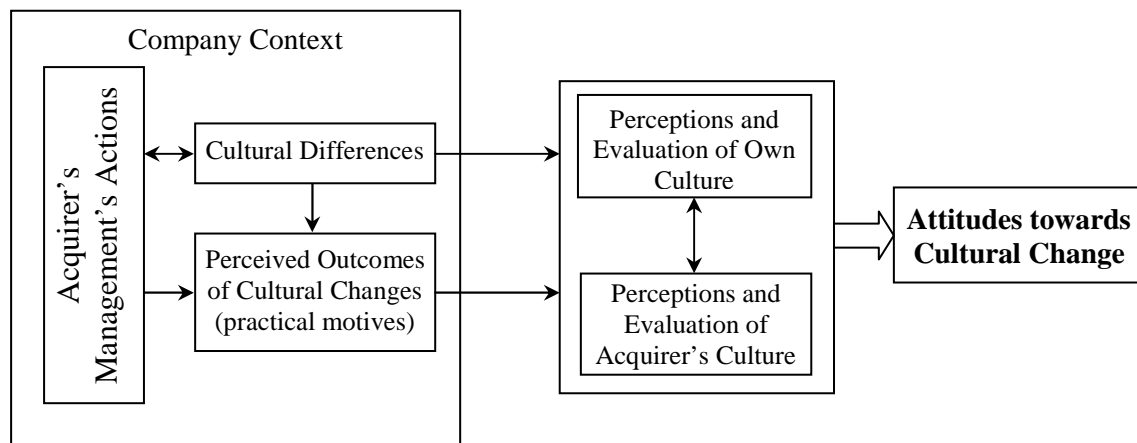 Company Context
Acquirer’s
Management’s Actions
Cultural Differences
Perceived Outcomes
of Cultural Changes
(practical motives)
Perceptions and
Evaluation of Own
Culture
Perceptions and
Evaluation of
Acquirer’s Culture
Attitudes towards
Cultural Change